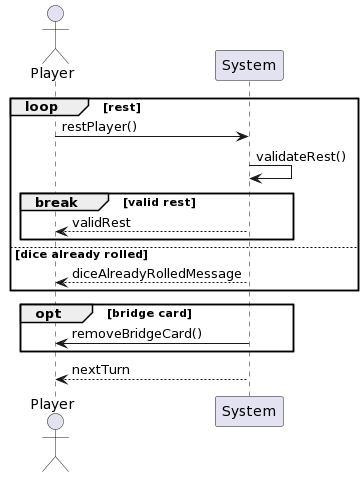 Player
System
loop [rest]
restPlayer()
validateRest()
break [valid rest]
validRest
[dice already rolled]
diceAlreadyRolledMessage
opt [bridge card]
removeBridgeCard()
nextTurn
Player
System